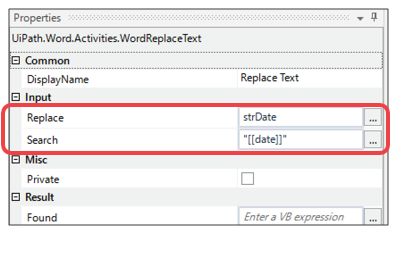 Properties
UiPath.Word.Activities.WordReplaceText
Common
DisplayName Replace Text
Input
Replace strDate ...
Search "[[date]]" ...
Misc
Private
Result
Found Enter a VB expression ...